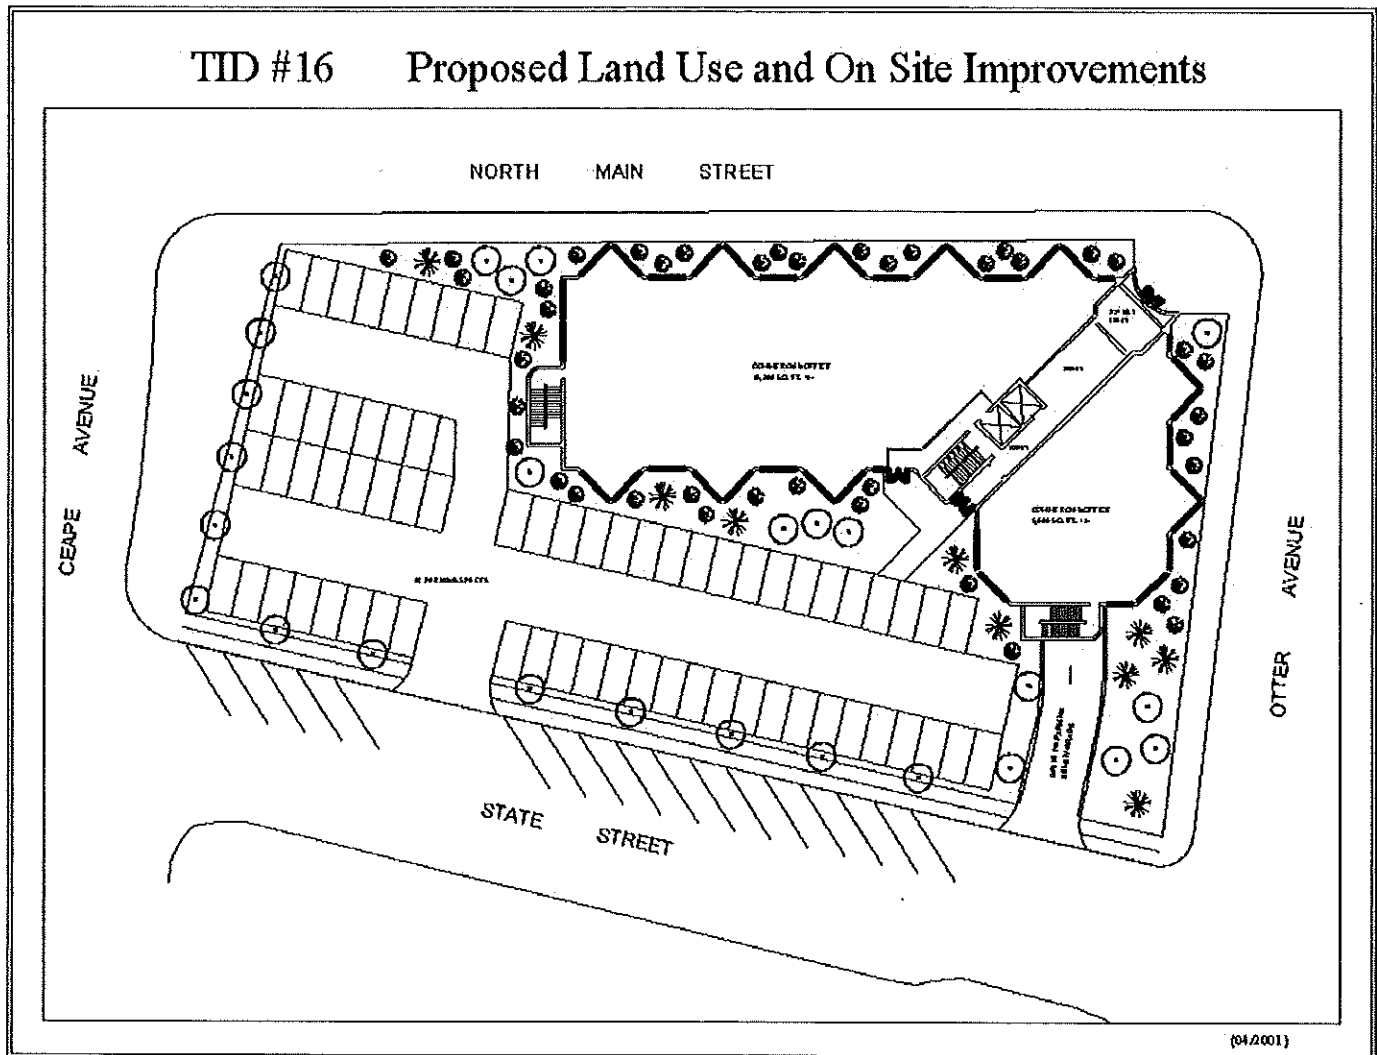 TID #16 Proposed Land Use and On Site Improvements
NORTH MAIN STREET
CEAPE AVENUE
OTTER AVENUE
STATE STREET
(04/2001)